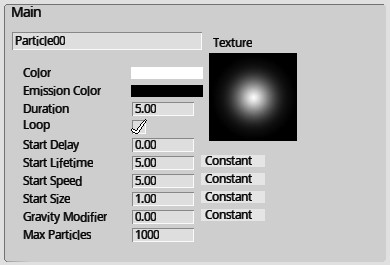 Main
Particle00
Texture
Color
Emission Color
Duration 5.00
Loop
Start Delay 0.00
Start Lifetime 5.00 Constant
Start Speed 5.00 Constant
Start Size 1.00 Constant
Gravity Modifier 0.00 Constant
Max Particles 1000